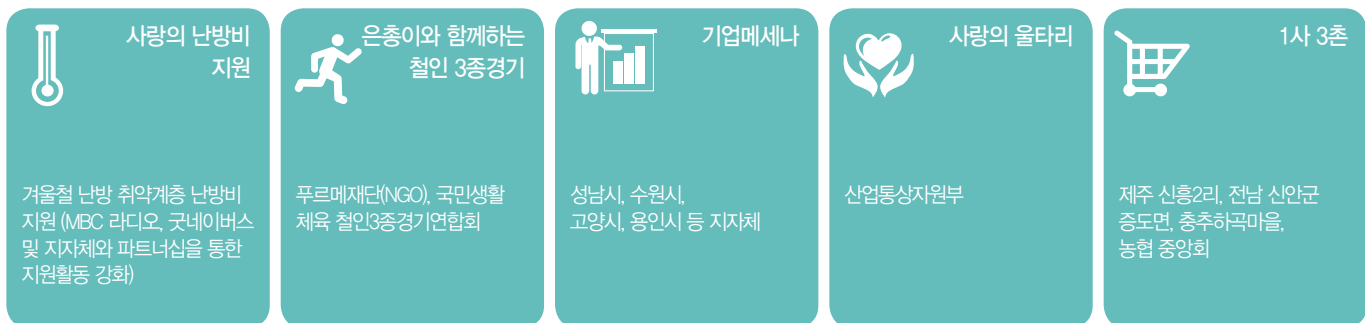 사랑의 난방비
지원
겨울철 난방 취약계층 난방비
지원 (MBC 라디오, 굿네이버스
및 지자체와 파트너십을 통한
지원활동 강화)
은총이와 함께하는
철인 3종경기
푸르메재단(NGO), 국민생활
체육 철인3종경기연합회
기업메세나
성남시, 수원시,
고양시, 용인시 등 지자체
사랑의 울타리
산업통상자원부
1사 3촌
제주 신흥2리, 전남 신안군
증도면, 충추하곡마을,
농협 중앙회